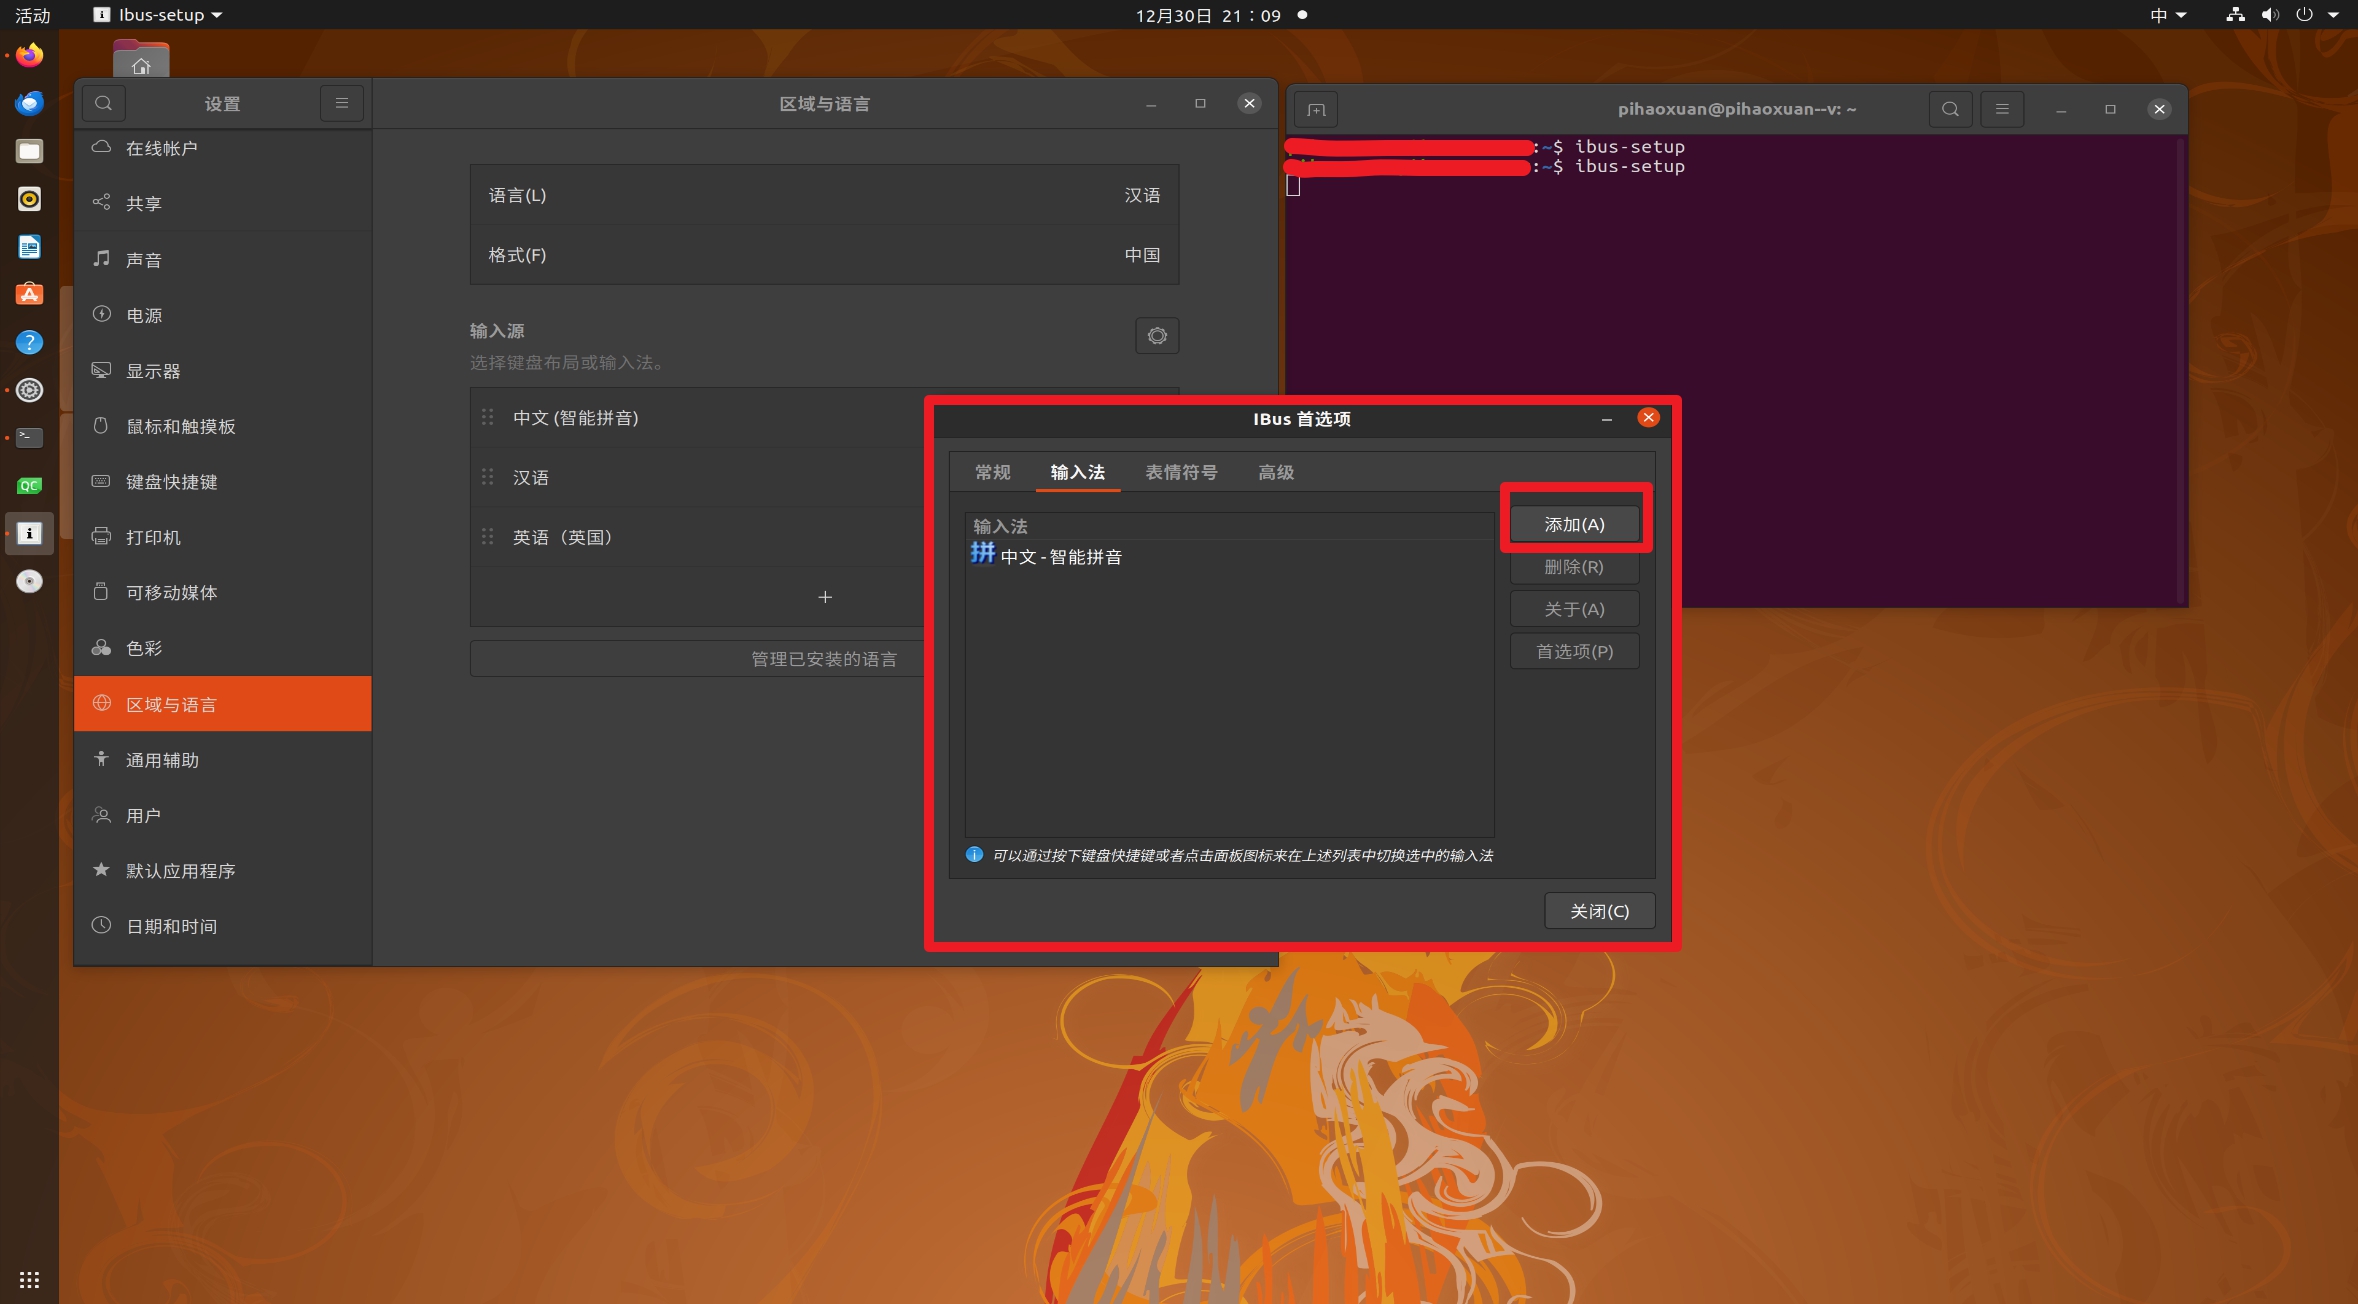 活动
Ibus-setup
12月30日 21：09
中
设置
区域与语言
在线帐户
共享
声音
电源
显示器
鼠标和触摸板
键盘快捷键
打印机
可移动媒体
色彩
区域与语言
通用辅助
用户
默认应用程序
日期和时间
语言(L)
汉语
格式(F)
中国
输入源
选择键盘布局或输入法。
中文 (智能拼音)
汉语
英语（英国）
+
管理已安装的语言
pihaoxuan@pihaoxuan--v: ~
:~$ ibus-setup
:~$ ibus-setup
IBus 首选项
常规
输入法
表情符号
高级
输入法
拼 中文 - 智能拼音
添加(A)
删除(R)
关于(A)
首选项(P)
可以通过按下键盘快捷键或者点击面板图标来在上述列表中切换选中的输入法
关闭(C)
QC